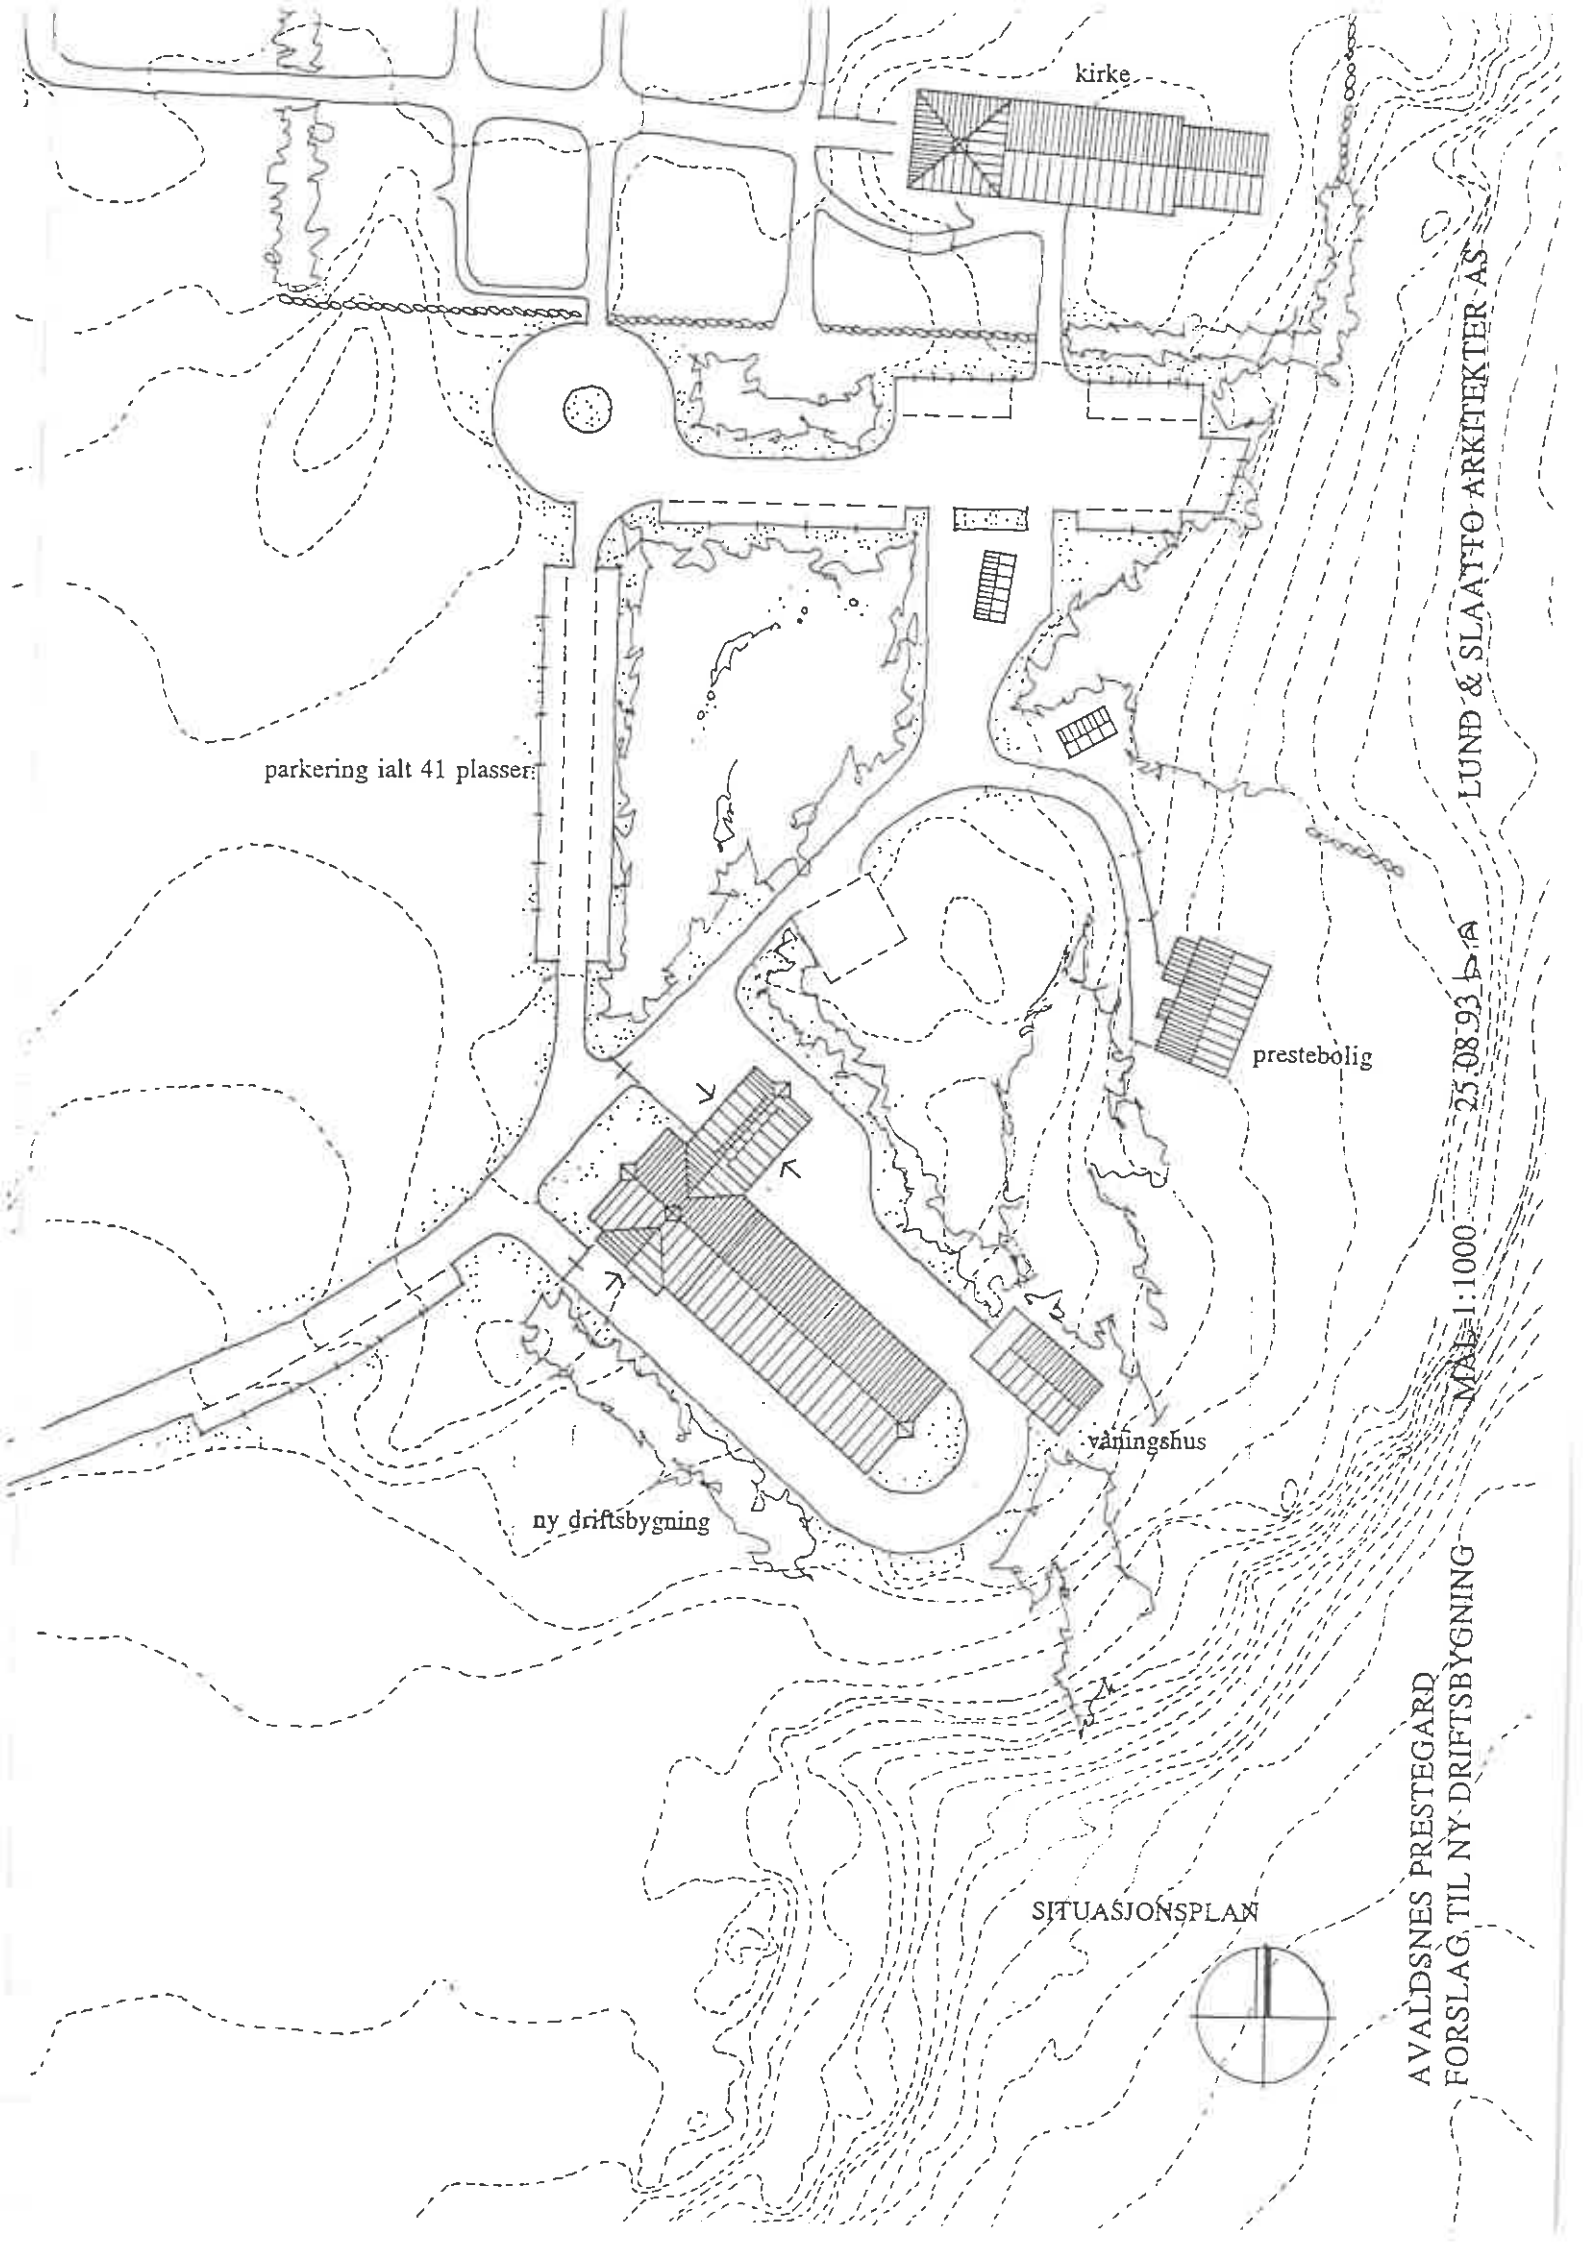 kirke
parkering ialt 41 plasser
prestebolig
våningshus
ny driftsbygning
SITUASJONSPLAN
AVALDSNES PRESTEGARD
FORSLAG TIL NY DRIFTSBYGNING MÅL 1:1000 25.08.93 LUND & SLAATTO ARKITEKTER AS